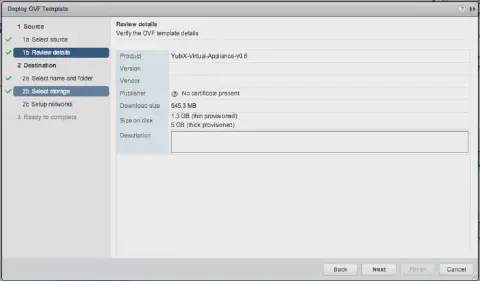 Deploy OVF Template
1 Source
1a Select source
1b Review details
2 Destination
2a Select name and folder
2b Select storage
2c Setup networks
3 Ready to complete
Review details
Verify the OVF template details
Product YubiX-Virtual-Appliance-v0.6
Version
Vendor
Publisher No certificate present
Download size 545.3 MB
Size on disk 1.3 GB (thin provisioned)
5 GB (thick provisioned)
Description
Back Next Finish Cancel